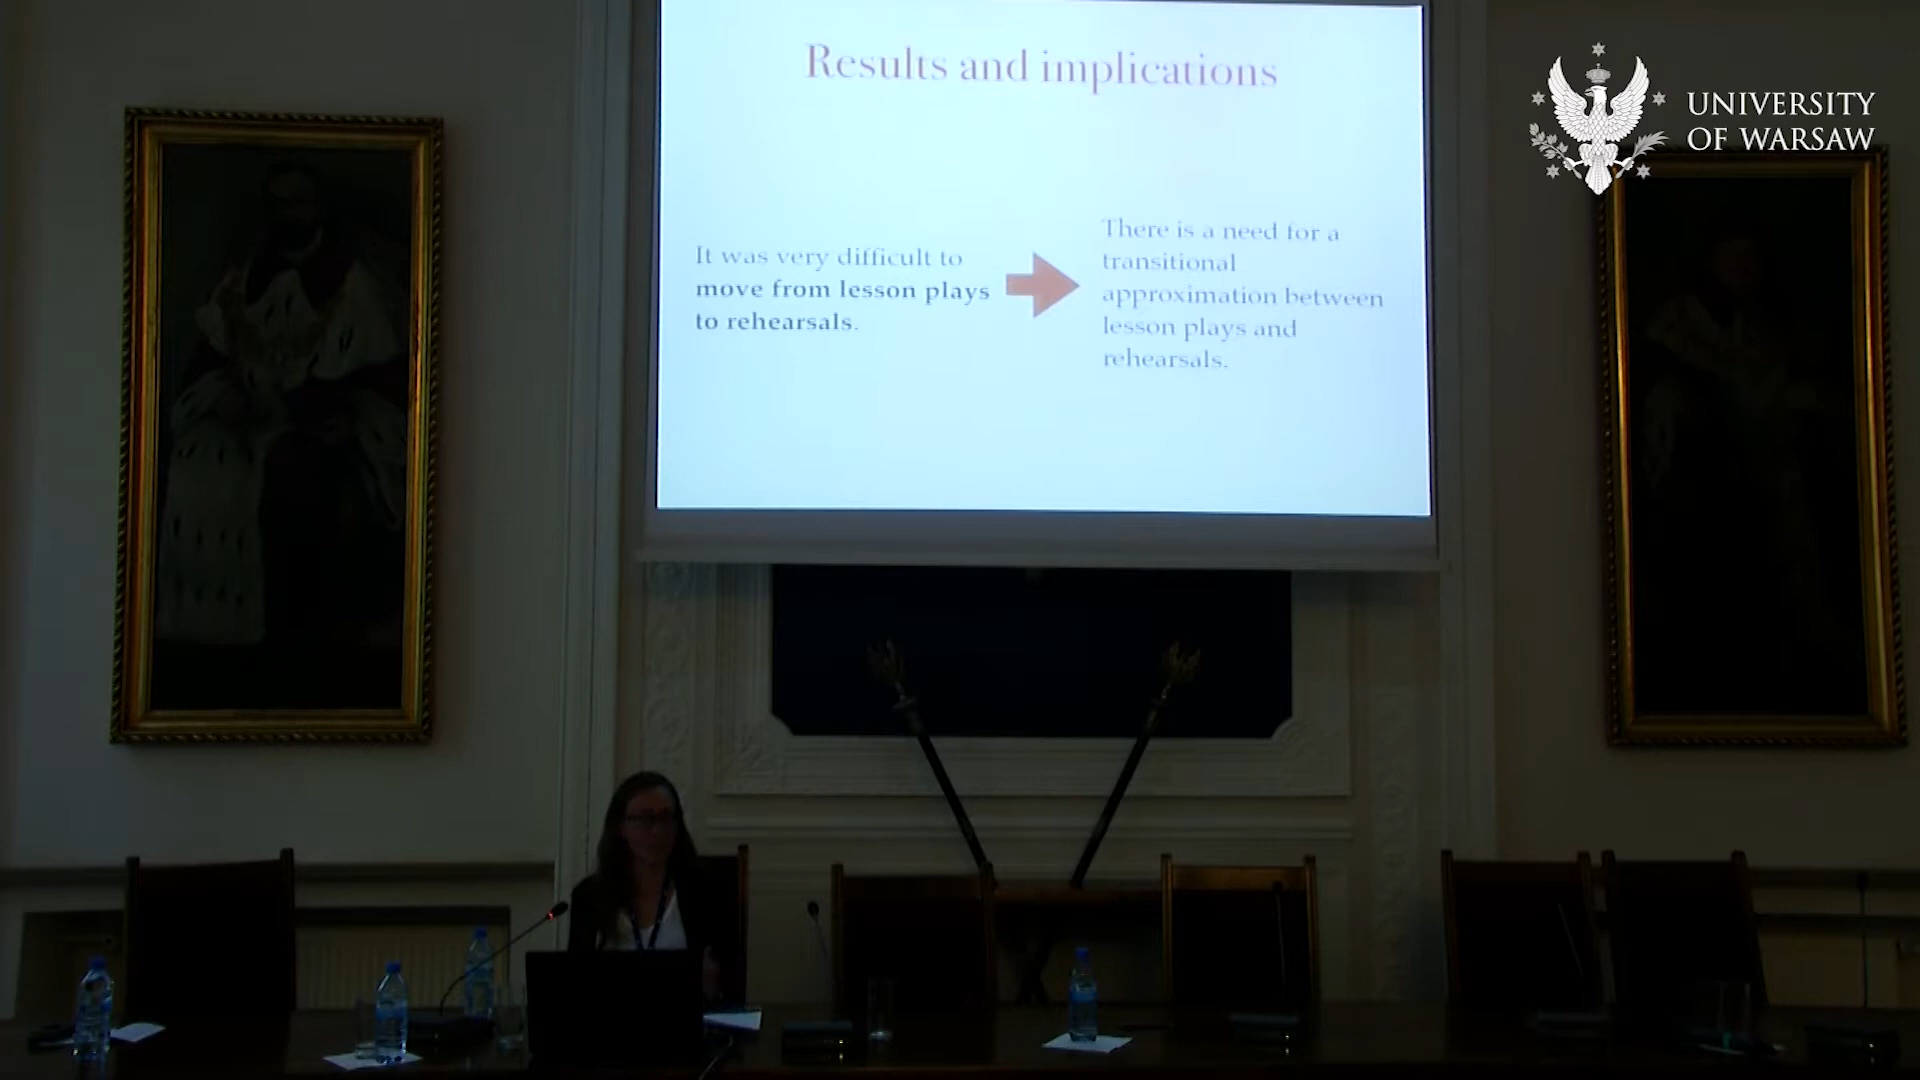 Results and implications
It was very difficult to
move from lesson plays
to rehearsals.
There is a need for a
transitional
approximation between
lesson plays and
rehearsals.
UNIVERSITY
OF WARSAW